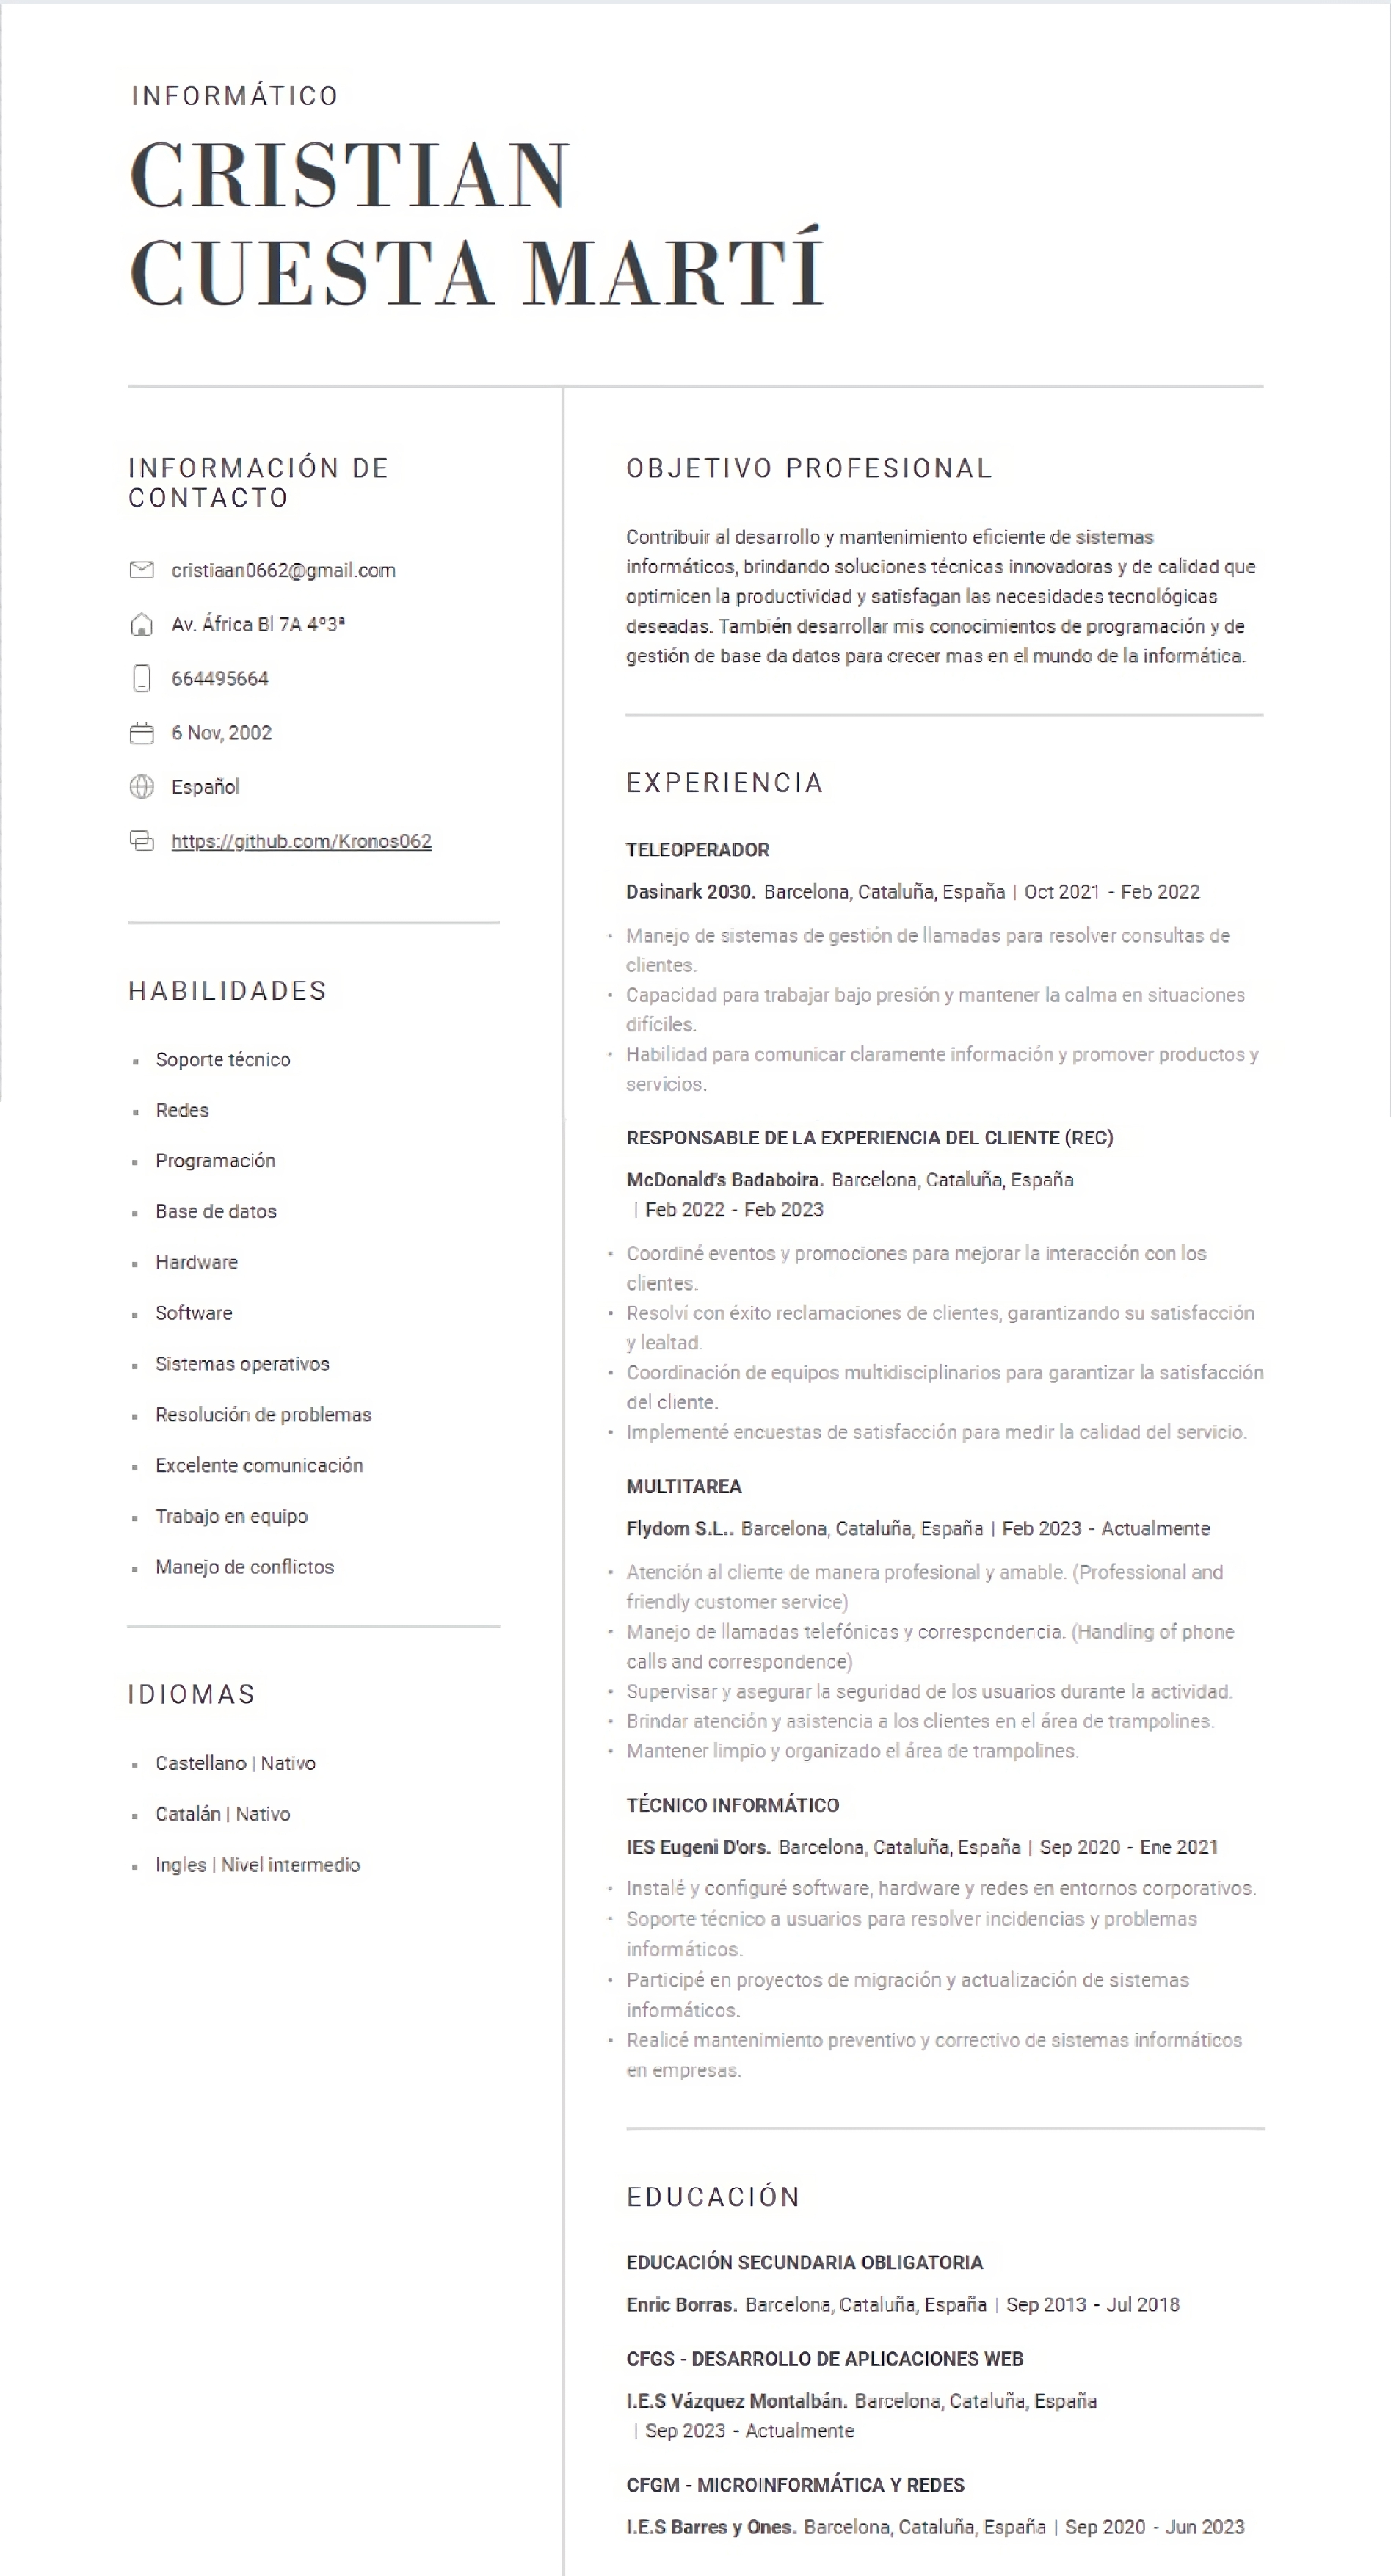 INFORMÁTICO
CRISTIAN
CUESTA MARTÍ
INFORMACIÓN DE
CONTACTO
cristiaan0662@gmail.com
Av. África Bl 7A 4º3ª
664495664
6 Nov, 2002
Español
https://github.com/Kronos062
HABILIDADES
Soporte técnico
Redes
Programación
Base de datos
Hardware
Software
Sistemas operativos
Resolución de problemas
Excelente comunicación
Trabajo en equipo
Manejo de conflictos
IDIOMAS
Castellano | Nativo
Catalán | Nativo
Ingles | Nivel intermedio
OBJETIVO PROFESIONAL
Contribuir al desarrollo y mantenimiento eficiente de sistemas
informáticos, brindando soluciones técnicas innovadoras y de calidad que
optimicen la productividad y satisfagan las necesidades tecnológicas
deseadas. También desarrollar mis conocimientos de programación y de
gestión de base da datos para crecer mas en el mundo de la informática.
EXPERIENCIA
TELEOPERADOR
Dasinark 2030. Barcelona, Cataluña, España | Oct 2021 - Feb 2022
• Manejo de sistemas de gestión de llamadas para resolver consultas de
clientes.
• Capacidad para trabajar bajo presión y mantener la calma en situaciones
difíciles.
• Habilidad para comunicar claramente información y promover productos y
servicios.
RESPONSABLE DE LA EXPERIENCIA DEL CLIENTE (REC)
McDonald's Badaboira. Barcelona, Cataluña, España
| Feb 2022 - Feb 2023
• Coordiné eventos y promociones para mejorar la interacción con los
clientes.
• Resolví con éxito reclamaciones de clientes, garantizando su satisfacción
y lealtad.
• Coordinación de equipos multidisciplinarios para garantizar la satisfacción
del cliente.
• Implementé encuestas de satisfacción para medir la calidad del servicio.
MULTITAREA
Flydom S.L.. Barcelona, Cataluña, España | Feb 2023 - Actualmente
• Atención al cliente de manera profesional y amable. (Professional and
friendly customer service)
• Manejo de llamadas telefónicas y correspondencia. (Handling of phone
calls and correspondence)
• Supervisar y asegurar la seguridad de los usuarios durante la actividad.
• Brindar atención y asistencia a los clientes en el área de trampolines.
• Mantener limpio y organizado el área de trampolines.
TÉCNICO INFORMÁTICO
IES Eugeni D'ors. Barcelona, Cataluña, España | Sep 2020 - Ene 2021
• Instalé y configuré software, hardware y redes en entornos corporativos.
• Soporte técnico a usuarios para resolver incidencias y problemas
informáticos.
• Participé en proyectos de migración y actualización de sistemas
informáticos.
• Realicé mantenimiento preventivo y correctivo de sistemas informáticos
en empresas.
EDUCACIÓN
EDUCACIÓN SECUNDARIA OBLIGATORIA
Enric Borras. Barcelona, Cataluña, España | Sep 2013 - Jul 2018
CFGS - DESARROLLO DE APLICACIONES WEB
I.E.S Vázquez Montalbán. Barcelona, Cataluña, España
| Sep 2023 - Actualmente
CFGM - MICROINFORMÁTICA Y REDES
I.E.S Barres y Ones. Barcelona, Cataluña, España | Sep 2020 - Jun 2023